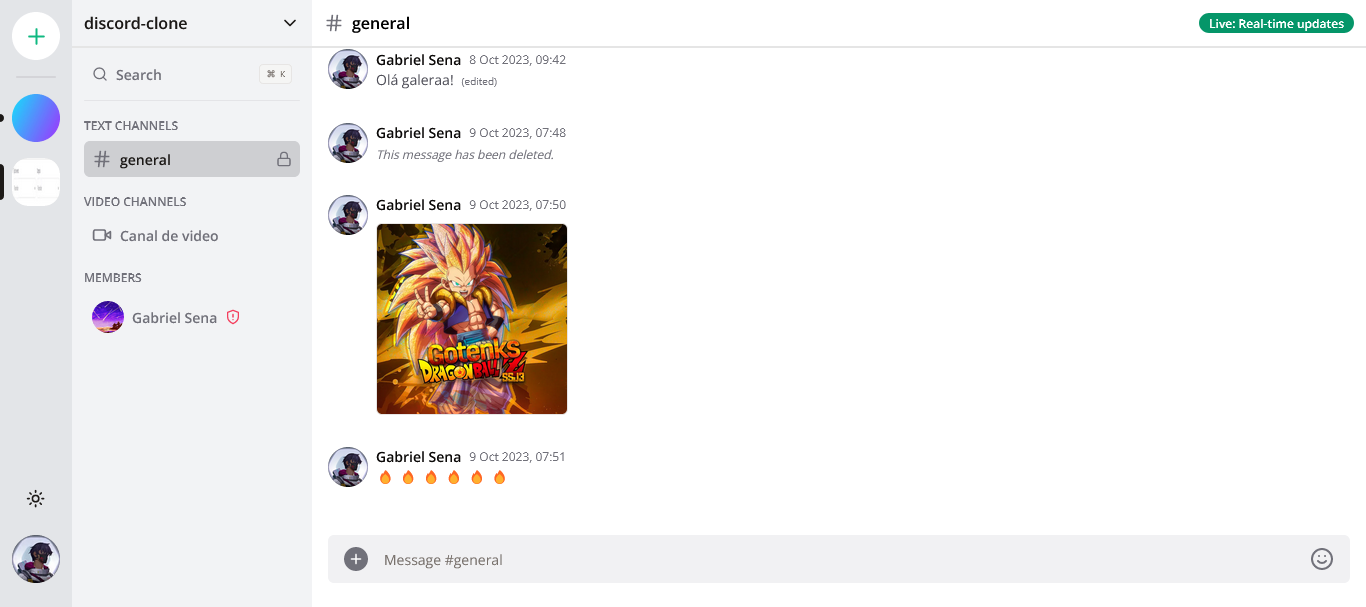 discord-clone
Search
⌘ K
TEXT CHANNELS
# general
VIDEO CHANNELS
Canal de video
MEMBERS
Gabriel Sena
# general
Live: Real-time updates
Gabriel Sena 8 Oct 2023, 09:42
Olá galeraa! (edited)
Gabriel Sena 9 Oct 2023, 07:48
This message has been deleted.
Gabriel Sena 9 Oct 2023, 07:50
GOTENKS
DRAGON BALL Z
SSJ3
Gabriel Sena 9 Oct 2023, 07:51
🔥 🔥 🔥 🔥 🔥 🔥
Message #general